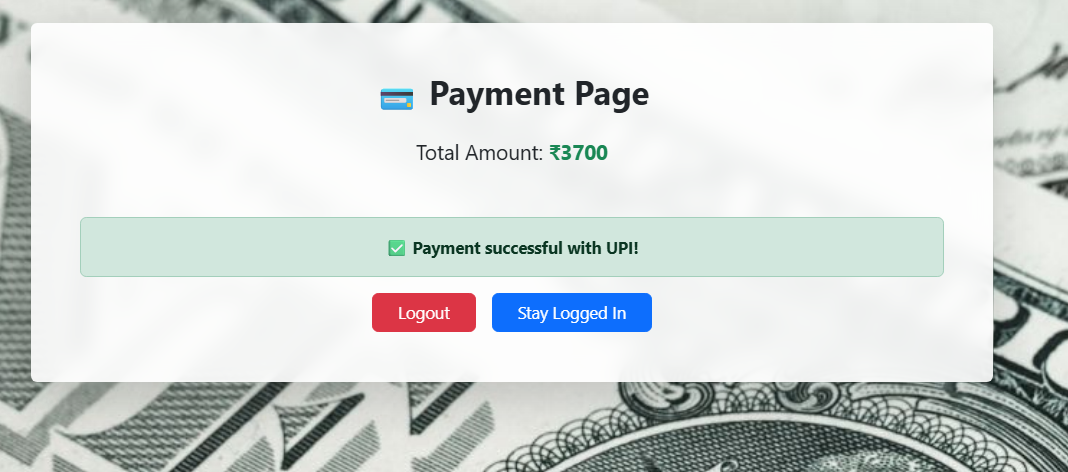 💳 Payment Page
Total Amount: ₹3700
✅ Payment successful with UPI!
Logout
Stay Logged In